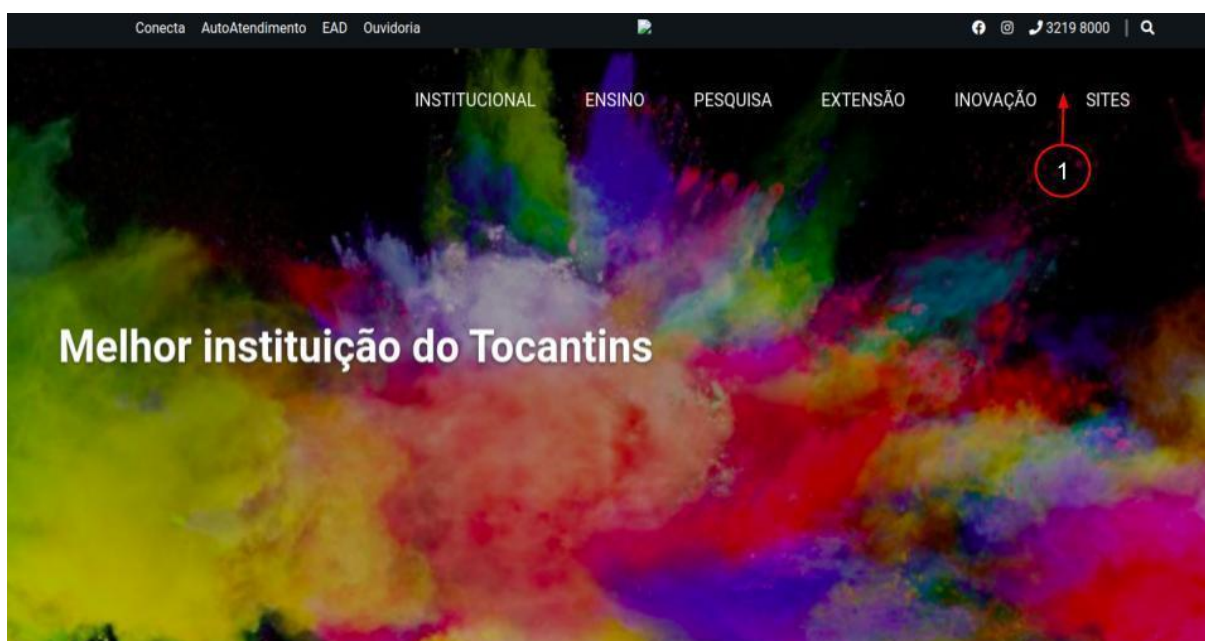 Conecta AutoAtendimento EAD Ouvidoria 3219 8000
INSTITUCIONAL ENSINO PESQUISA EXTENSÃO INOVAÇÃO SITES
1
Melhor instituição do Tocantins